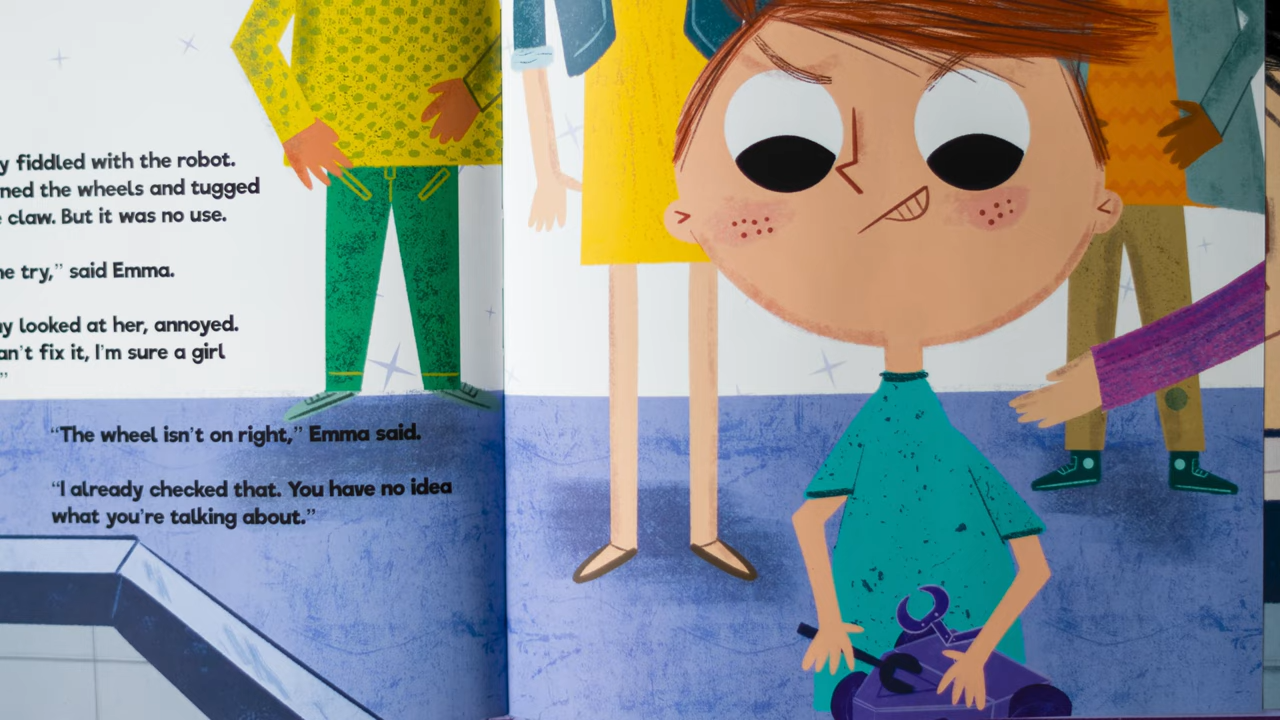 y fiddled with the robot.
ned the wheels and tugged
claw. But it was no use.
e try,” said Emma.
y looked at her, annoyed.
an’t fix it, I’m sure a girl
”
“The wheel isn’t on right,” Emma said.
“I already checked that. You have no idea
what you’re talking about.”